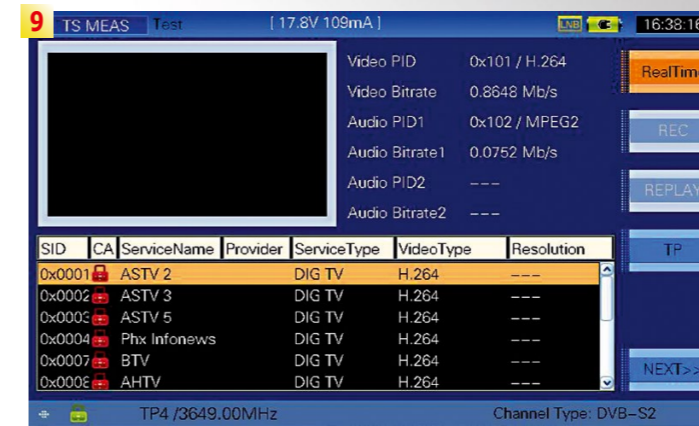 9 TS MEAS Test [ 17.8V 109mA ] LNB 16:38:16
Video PID 0x101 / H.264
Video Bitrate 0.8648 Mb/s
Audio PID1 0x102 / MPEG2
Audio Bitrate1 0.0752 Mb/s
Audio PID2 ---
Audio Bitrate2 ---
RealTim
REC
REPLAY
TP
NEXT>>
SID CA ServiceName Provider ServiceType VideoType Resolution
0x0001 ASTV 2 DIG TV H.264 ---
0x0002 ASTV 3 DIG TV H.264 ---
0x0003 ASTV 5 DIG TV H.264 ---
0x0004 Phx Infonews DIG TV H.264 ---
0x0007 BTV DIG TV H.264 ---
0x0008 AHTV DIG TV H.264 ---
TP4 /3649.00MHz Channel Type: DVB-S2